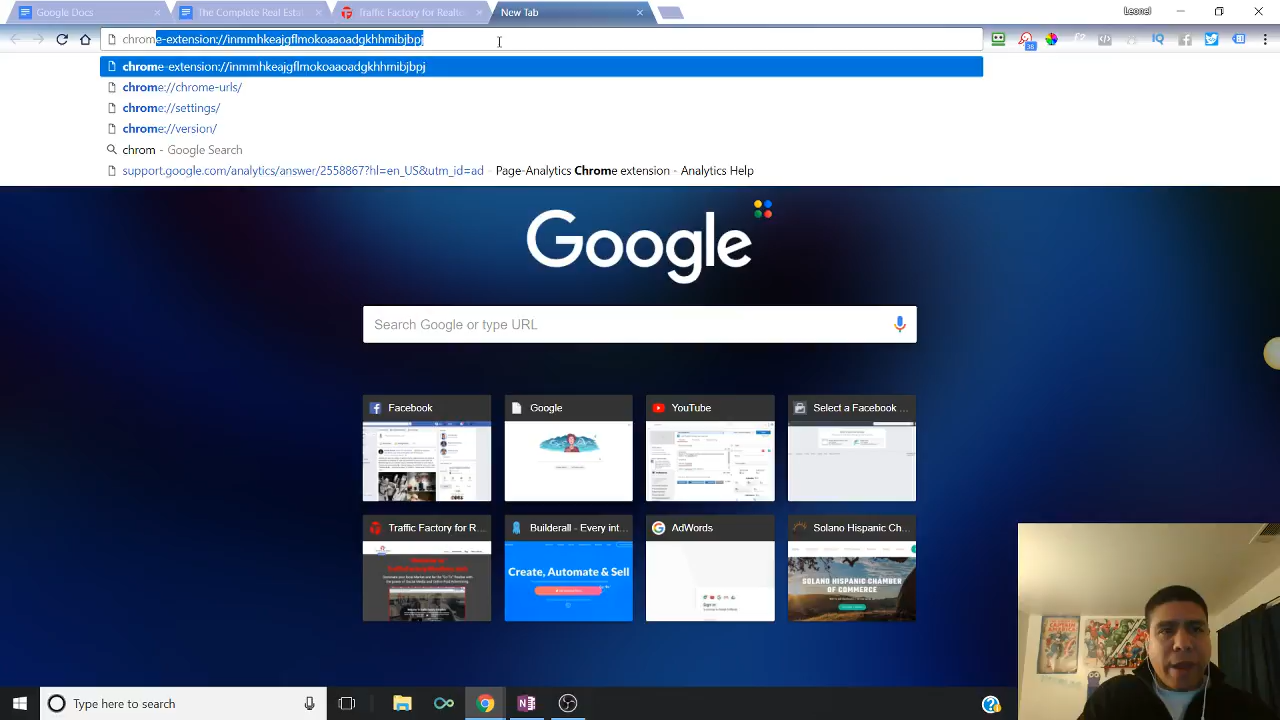 Google Docs
The Complete Real Estat
Traffic Factory for Realto
New Tab
Leonel
chrome-extension://inmmhkeajgflmokoaaoadgkhhmibjbpj
38
chrome-extension://inmmhkeajgflmokoaaoadgkhhmibjbpj
chrome://chrome-urls/
chrome://settings/
chrome://version/
chrom - Google Search
support.google.com/analytics/answer/2558867?hl=en_US&utm_id=ad - Page-Analytics Chrome extension - Analytics Help
Google
Search Google or type URL
Facebook
Google
YouTube
Select a Facebook ...
Traffic Factory for R...
Builderall - Every int...
AdWords
Solano Hispanic Ch...
Create, Automate & Sell
SOLANO HISPANIC CHAMBER
OF COMMERCE
Type here to search